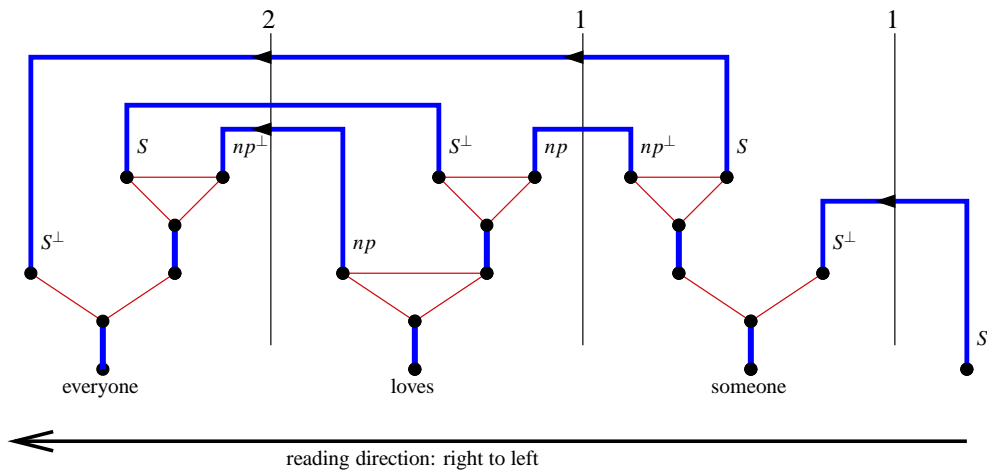 2 1 1
S np⊥ S⊥ np np⊥ S
S⊥ np S⊥
S
everyone loves someone
reading direction: right to left